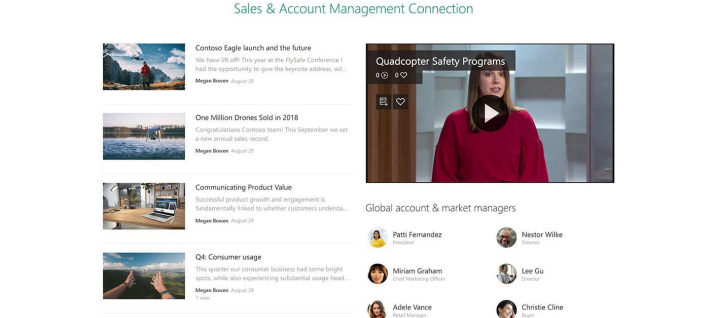 Sales & Account Management Connection
Contoso Eagle launch and the future
We have lift off! This year at the FlySafe Conference I
had the opportunity to give the keynote address, wit...
Megan Bowen August 29
One Million Drones Sold in 2018
Congratulations Contoso team! This September we set
a new annual sales record.
Megan Bowen August 29
Communicating Product Value
Successful product growth and engagement is
fundamentally linked to whether customers understa...
Megan Bowen August 29
Q4: Consumer usage
This quarter our consumer business had some bright
spots, while also experiencing substantial usage head...
Megan Bowen August 29
1 view
Quadcopter Safety Programs
0 0
Global account & market managers
Patti Fernandez
President
Nestor Wilke
Director
Miriam Graham
Chief Marketing Officer
Lee Gu
Director
Adele Vance
Retail Manager
Christie Cline
Buyer